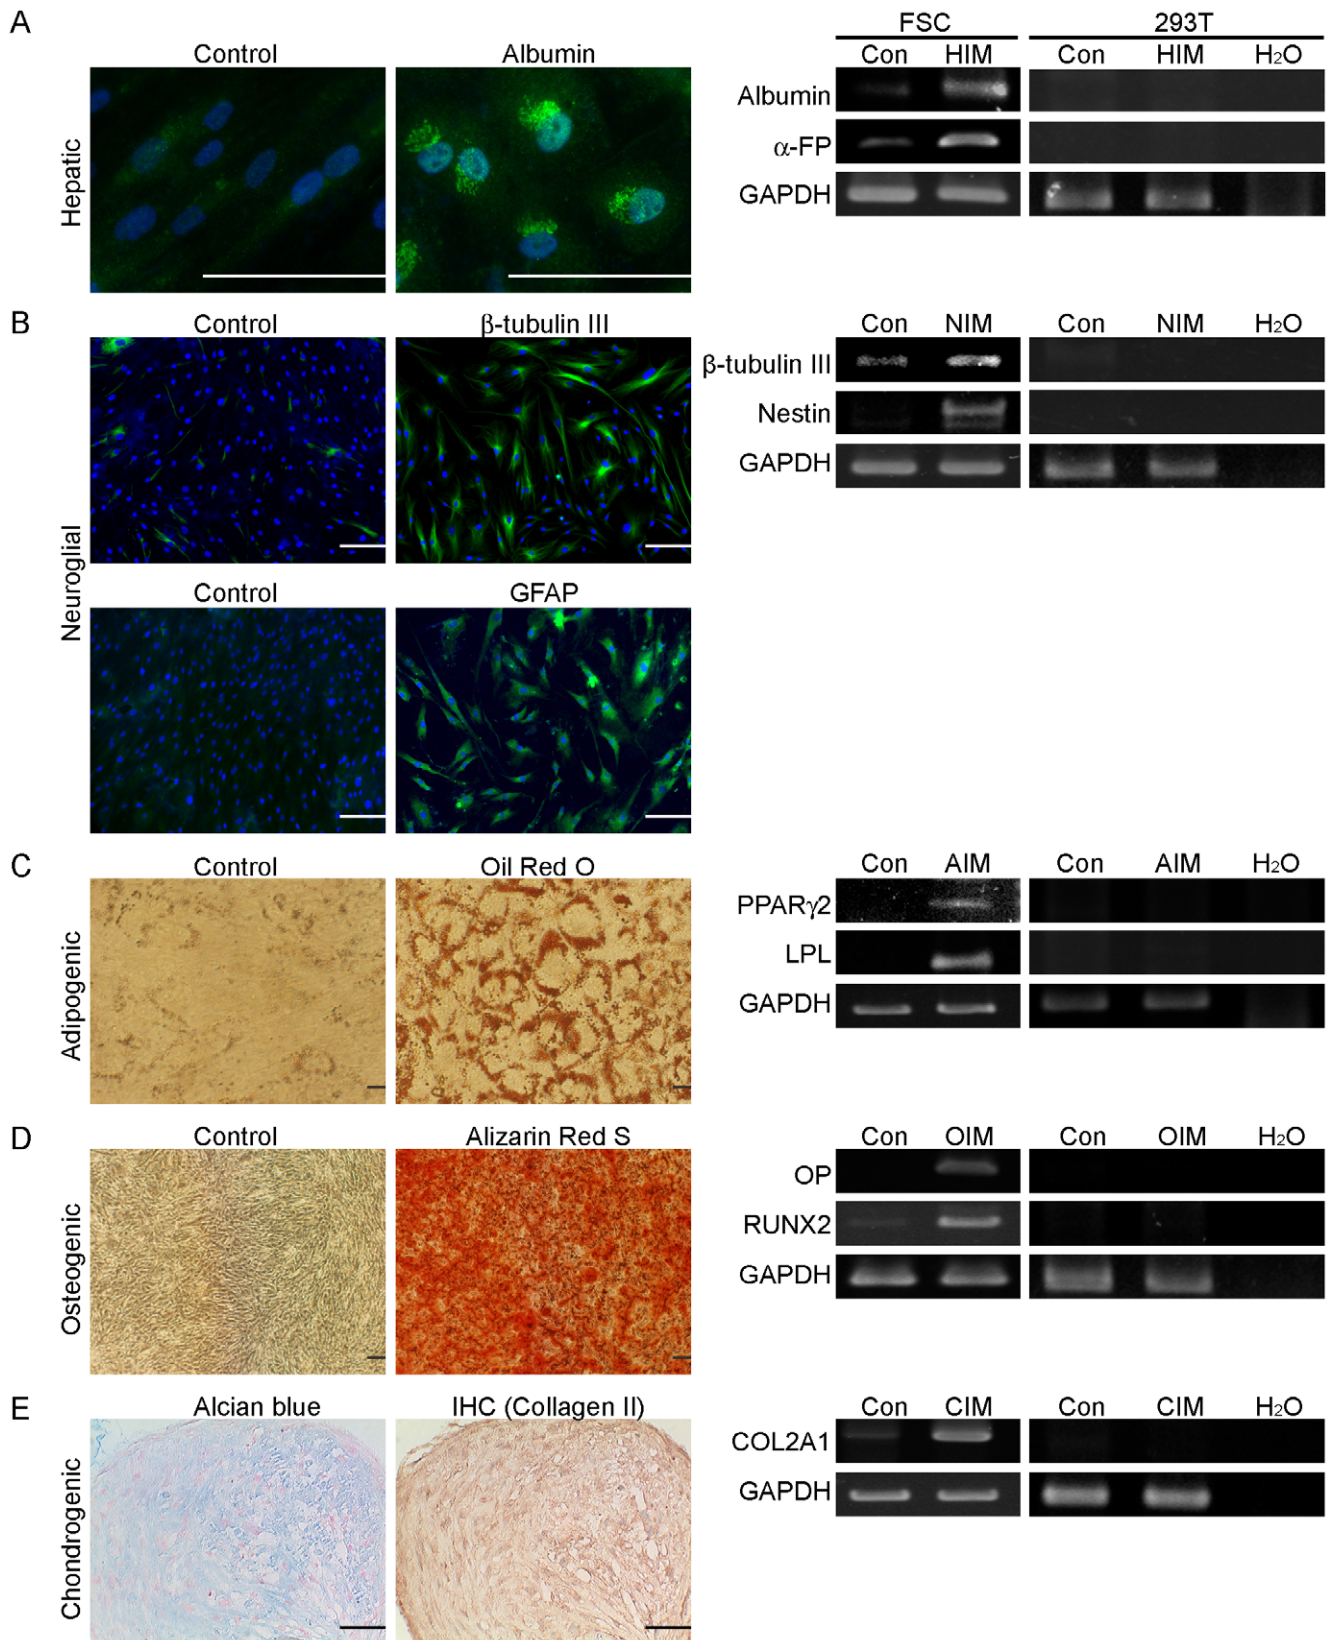 A
FSC 293T
Control Albumin Con HIM Con HIM H₂O
Hepatic
Albumin
α-FP
GAPDH
B
Control β-tubulin III Con NIM Con NIM H₂O
β-tubulin III
Nestin
GAPDH
Neuroglial
Control GFAP
C
Control Oil Red O Con AIM Con AIM H₂O
Adipogenic
PPARγ2
LPL
GAPDH
D
Control Alizarin Red S Con OIM Con OIM H₂O
Osteogenic
OP
RUNX2
GAPDH
E
Alcian blue IHC (Collagen II) Con CIM Con CIM H₂O
Chondrogenic
COL2A1
GAPDH